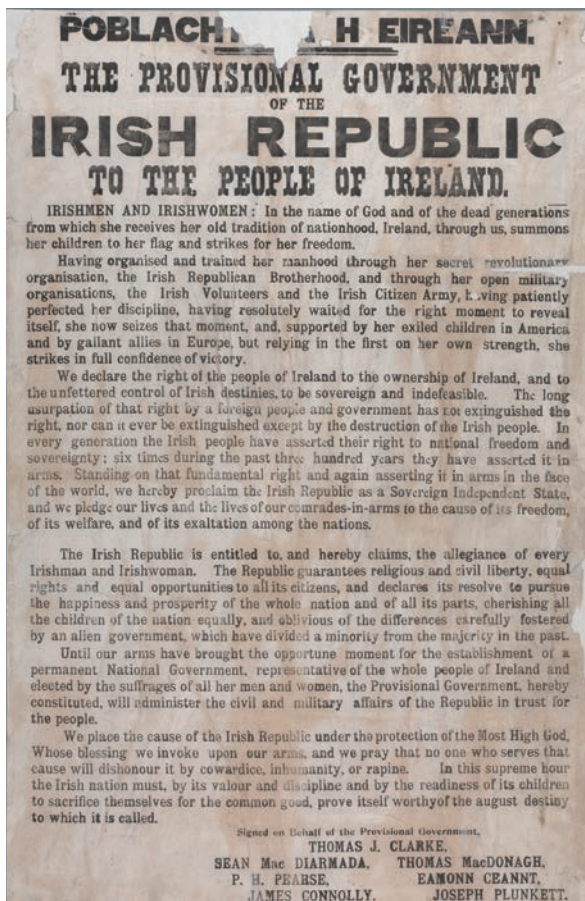 POBLACH H EIREANN.
THE PROVISIONAL GOVERNMENT
OF THE
IRISH REPUBLIC
TO THE PEOPLE OF IRELAND.
IRISHMEN AND IRISHWOMEN: In the name of God and of the dead generations
from which she receives her old tradition of nationhood, Ireland, through us, summons
her children to her flag and strikes for her freedom.
Having organised and trained her manhood through her secret revolutionary
organisation, the Irish Republican Brotherhood, and through her open military
organisations, the Irish Volunteers and the Irish Citizen Army, having patiently
perfected her discipline, having resolutely waited for the right moment to reveal
itself, she now seizes that moment, and, supported by her exiled children in America
and by gallant allies in Europe, but relying in the first on her own strength, she
strikes in full confidence of victory.
We declare the right of the people of Ireland to the ownership of Ireland, and to
the unfettered control of Irish destinies, to be sovereign and indefeasible. The long
usurpation of that right by a foreign people and government has not extinguished the
right, nor can it ever be extinguished except by the destruction of the Irish people. In
every generation the Irish people have asserted their right to national freedom and
sovereignty; six times during the past three hundred years they have asserted it in
arms. Standing on that fundamental right and again asserting it in arms in the face
of the world, we hereby proclaim the Irish Republic as a Sovereign Independent State,
and we pledge our lives and the lives of our comrades-in-arms to the cause of its freedom,
of its welfare, and of its exaltation among the nations.
The Irish Republic is entitled to, and hereby claims, the allegiance of every
Irishman and Irishwoman. The Republic guarantees religious and civil liberty, equal
rights and equal opportunities to all its citizens, and declares its resolve to pursue
the happiness and prosperity of the whole nation and of all its parts, cherishing all
the children of the nation equally, and oblivious of the differences carefully fostered
by an alien government, which have divided a minority from the majority in the past.
Until our arms have brought the opportune moment for the establishment of a
permanent National Government, representative of the whole people of Ireland and
elected by the suffrages of all her men and women, the Provisional Government, hereby
constituted, will administer the civil and military affairs of the Republic in trust for
the people.
We place the cause of the Irish Republic under the protection of the Most High God,
Whose blessing we invoke upon our arms, and we pray that no one who serves that
cause will dishonour it by cowardice, inhumanity, or rapine. In this supreme hour
the Irish nation must, by its valour and discipline and by the readiness of its children
to sacrifice themselves for the common good, prove itself worthy of the august destiny
to which it is called.
Signed on Behalf of the Provisional Government,
THOMAS J. CLARKE,
SEAN Mac DIARMADA, THOMAS MacDONAGH,
P. H. PEARSE, EAMONN CEANNT,
JAMES CONNOLLY, JOSEPH PLUNKETT.